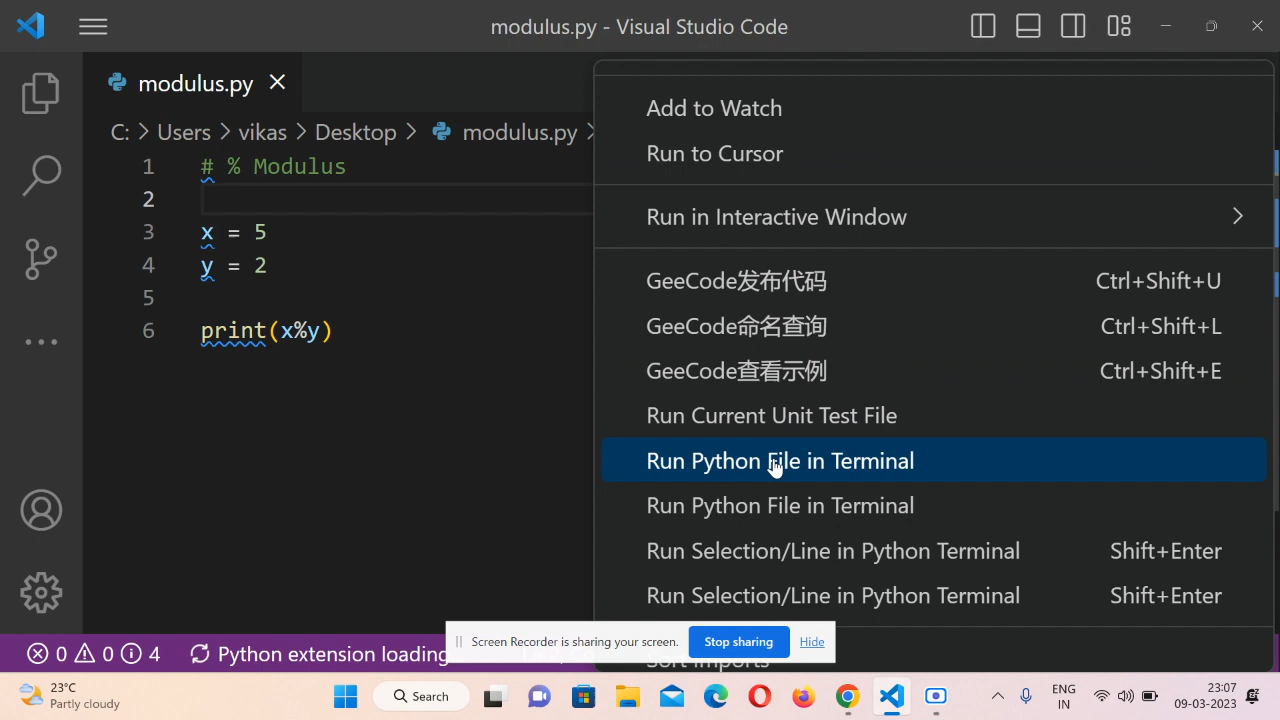 modulus.py - Visual Studio Code
modulus.py
C: > Users > vikas > Desktop > modulus.py >
1 # % Modulus
2
3 x = 5
4 y = 2
5
6 print(x%y)
Add to Watch
Run to Cursor
Run in Interactive Window >
GeeCode发布代码 Ctrl+Shift+U
GeeCode命名查询 Ctrl+Shift+L
GeeCode查看示例 Ctrl+Shift+E
Run Current Unit Test File
Run Python File in Terminal
Run Python File in Terminal
Run Selection/Line in Python Terminal Shift+Enter
Run Selection/Line in Python Terminal Shift+Enter
Sort Imports
Screen Recorder is sharing your screen. Stop sharing Hide
0 0 4 Python extension loading
23°C
Partly cloudy
Search
ENG
IN
23:07
09-03-2023